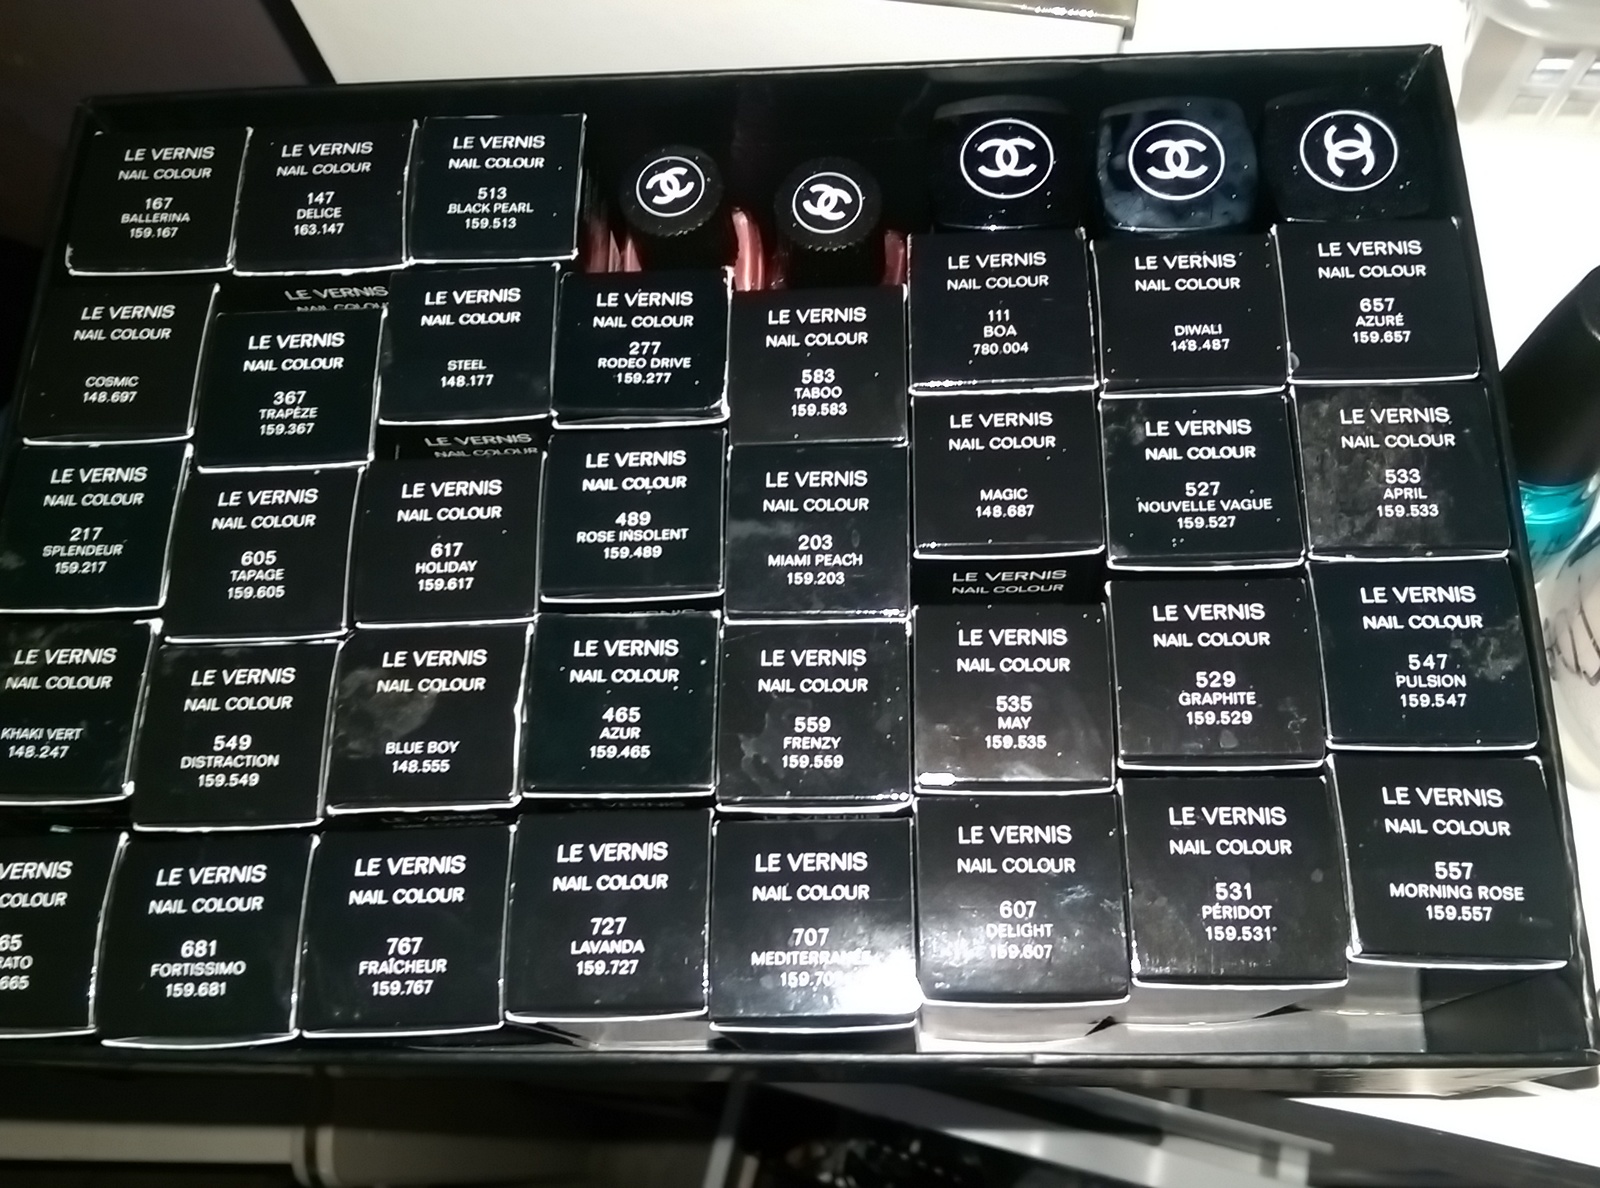 LE VERNIS
NAIL COLOUR
167
BALLERINA
159.167
LE VERNIS
NAIL COLOUR
147
DELICE
163.147
LE VERNIS
NAIL COLOUR
513
BLACK PEARL
159.513
LE VERNIS
NAIL COLOUR
COSMIC
148.697
LE VERNIS
NAIL COLOU
LE VERNIS
NAIL COLOUR
367
TRAPÈZE
159.367
LE VERNIS
NAIL COLOUR
STEEL
148.177
LE VERNIS
NAIL COLOUR
277
RODEO DRIVE
159.277
LE VERNIS
NAIL COLOUR
583
TABOO
159.583
LE VERNIS
NAIL COLOUR
111
BOA
780.004
LE VERNIS
NAIL COLOUR
DIWALI
148.487
LE VERNIS
NAIL COLOUR
657
AZURÉ
159.657
LE VERNIS
NAIL COLOUR
217
SPLENDEUR
159.217
LE VERNIS
NAIL COLOUR
605
TAPAGE
159.605
LE VERNIS
NAIL COLOUR
LE VERNIS
NAIL COLOUR
617
HOLIDAY
159.617
LE VERNIS
NAIL COLOUR
489
ROSE INSOLENT
159.489
LE VERNIS
NAIL COLOUR
203
MIAMI PEACH
159.203
LE VERNIS
NAIL COLOUR
MAGIC
148.687
LE VERNIS
NAIL COLOUR
527
NOUVELLE VAGUE
159.527
LE VERNIS
NAIL COLOUR
533
APRIL
159.533
LE VERNIS
NAIL COLOUR
KHAKI VERT
148.247
LE VERNIS
NAIL COLOUR
549
DISTRACTION
159.549
LE VERNIS
NAIL COLOUR
BLUE BOY
148.555
LE VERNIS
NAIL COLOUR
465
AZUR
159.465
LE VERNIS
NAIL COLOUR
559
FRENZY
159.559
LE VERNIS
NAIL COLOUR
LE VERNIS
NAIL COLOUR
535
MAY
159.535
LE VERNIS
NAIL COLOUR
529
GRAPHITE
159.529
LE VERNIS
NAIL COLOUR
547
PULSION
159.547
VERNIS
COLOUR
65
RATO
665
LE VERNIS
NAIL COLOUR
681
FORTISSIMO
159.681
LE VERNIS
NAIL COLOUR
767
FRAÎCHEUR
159.767
LE VERNIS
NAIL COLOUR
727
LAVANDA
159.727
LE VERNIS
NAIL COLOUR
707
LE VERNIS
NAIL COLOUR
607
DELIGHT
159.607
LE VERNIS
NAIL COLOUR
531
PÉRIDOT
159.531
LE VERNIS
NAIL COLOUR
557
MORNING ROSE
159.557